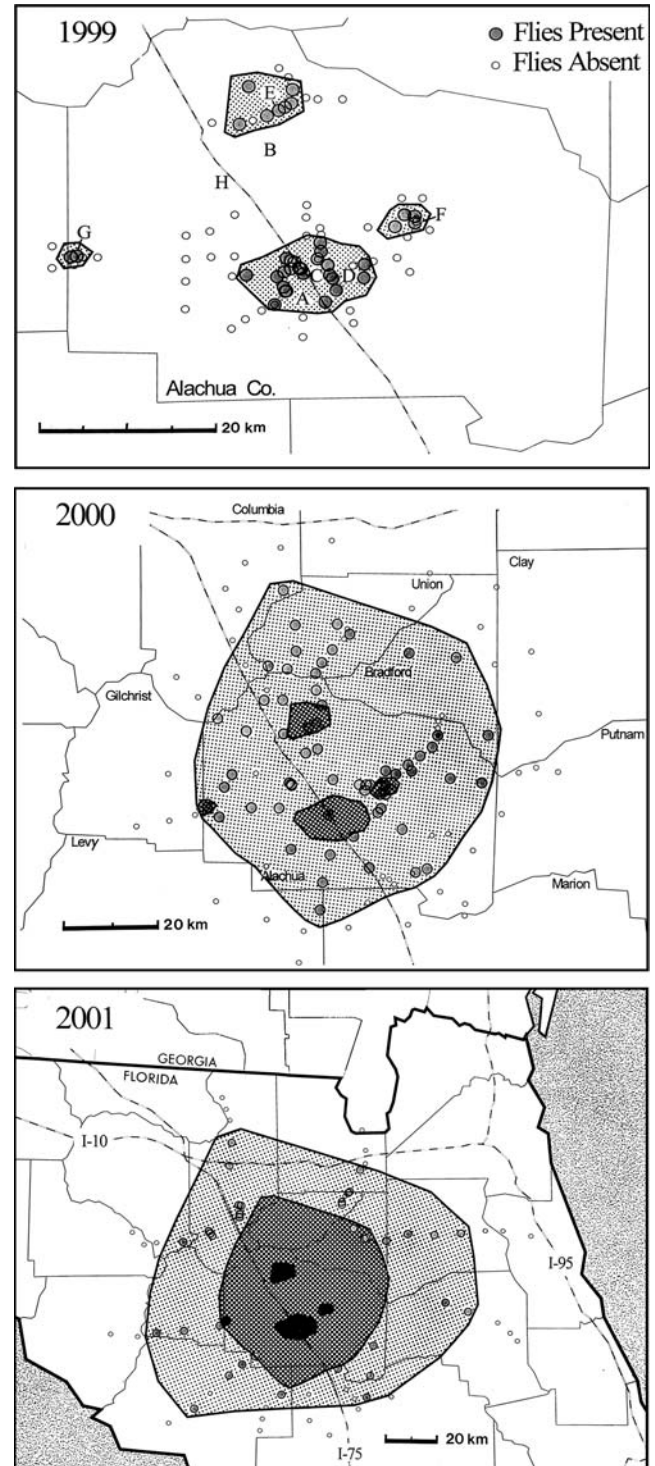 1999
Flies Present
Flies Absent
E
B
H
G
F
C D
A
Alachua Co.
20 km
2000
Columbia
Clay
Union
Bradford
Gilchrist
Putnam
Levy
Alachua
Marion
20 km
2001
GEORGIA
FLORIDA
I-10
I-95
20 km
I-75